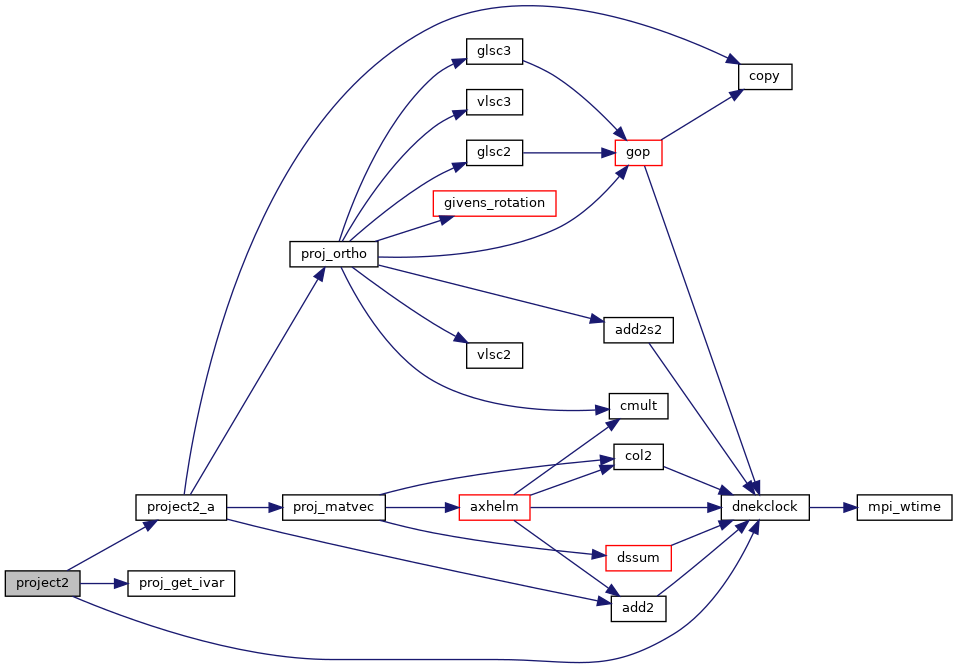 glsc3
copy
vlsc3
glsc2
gop
givens_rotation
proj_ortho
add2s2
vlsc2
cmult
col2
project2_a
proj_matvec
axhelm
dnekclock
mpi_wtime
dssum
project2
proj_get_ivar
add2